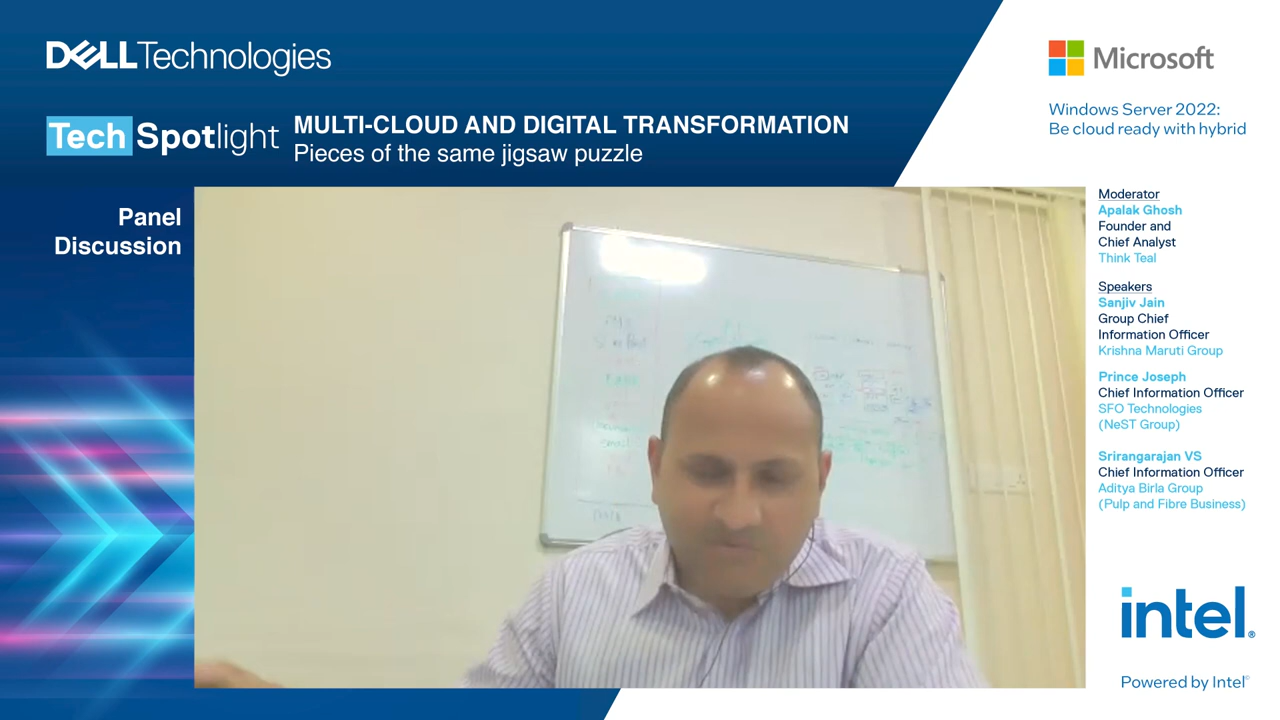 DELL Technologies
Tech Spotlight
MULTI-CLOUD AND DIGITAL TRANSFORMATION
Pieces of the same jigsaw puzzle
Microsoft
Windows Server 2022:
Be cloud ready with hybrid
Panel
Discussion
Moderator
Apalak Ghosh
Founder and
Chief Analyst
Think Teal
Speakers
Sanjiv Jain
Group Chief
Information Officer
Krishna Maruti Group
Prince Joseph
Chief Information Officer
SFO Technologies
(NeST Group)
Srirangarajan VS
Chief Information Officer
Aditya Birla Group
(Pulp and Fibre Business)
intel®
Powered by Intel©